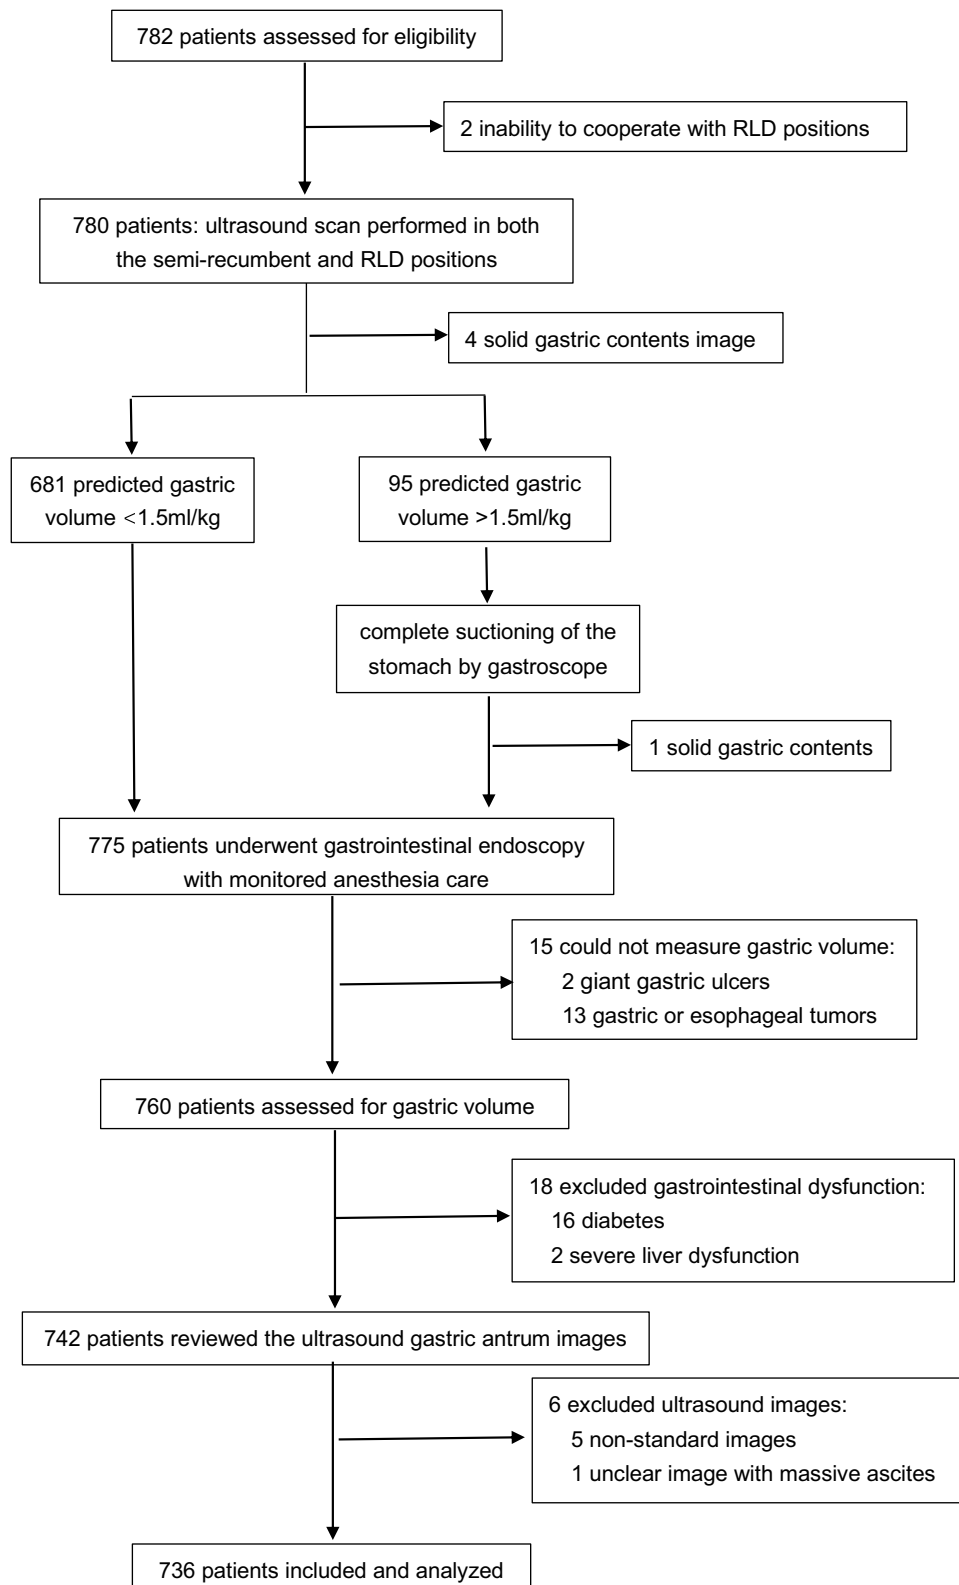 782 patients assessed for eligibility
2 inability to cooperate with RLD positions
780 patients: ultrasound scan performed in both
the semi-recumbent and RLD positions
4 solid gastric contents image
681 predicted gastric
volume <1.5ml/kg
95 predicted gastric
volume >1.5ml/kg
complete suctioning of the
stomach by gastroscope
1 solid gastric contents
775 patients underwent gastrointestinal endoscopy
with monitored anesthesia care
15 could not measure gastric volume:
2 giant gastric ulcers
13 gastric or esophageal tumors
760 patients assessed for gastric volume
18 excluded gastrointestinal dysfunction:
16 diabetes
2 severe liver dysfunction
742 patients reviewed the ultrasound gastric antrum images
6 excluded ultrasound images:
5 non-standard images
1 unclear image with massive ascites
736 patients included and analyzed